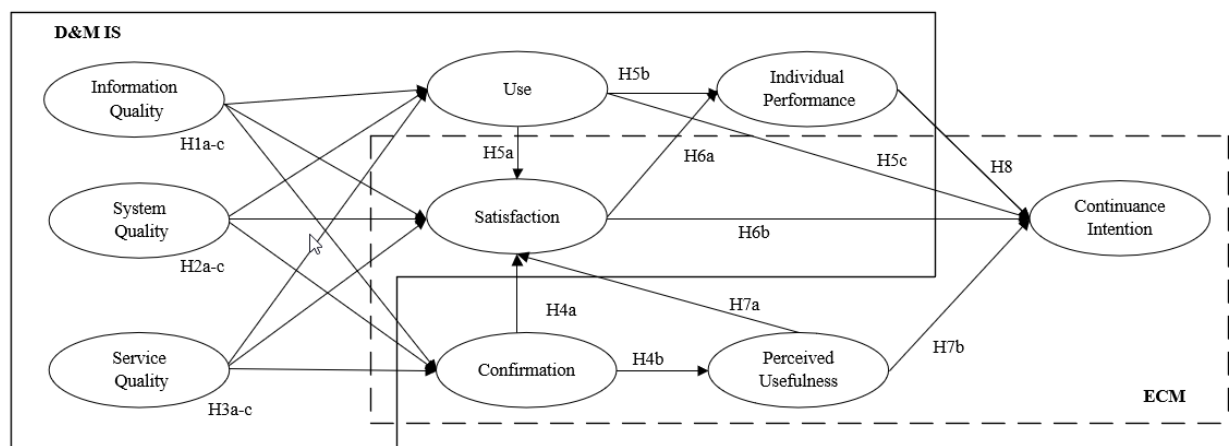 D&M IS
Information
Quality
H1a-c
System
Quality
H2a-c
Service
Quality
H3a-c
Use
H5b
Individual
Performance
H5a
H6a
H5c
H8
Satisfaction
H6b
Continuance
Intention
H4a
H7a
Confirmation
H4b
Perceived
Usefulness
H7b
ECM